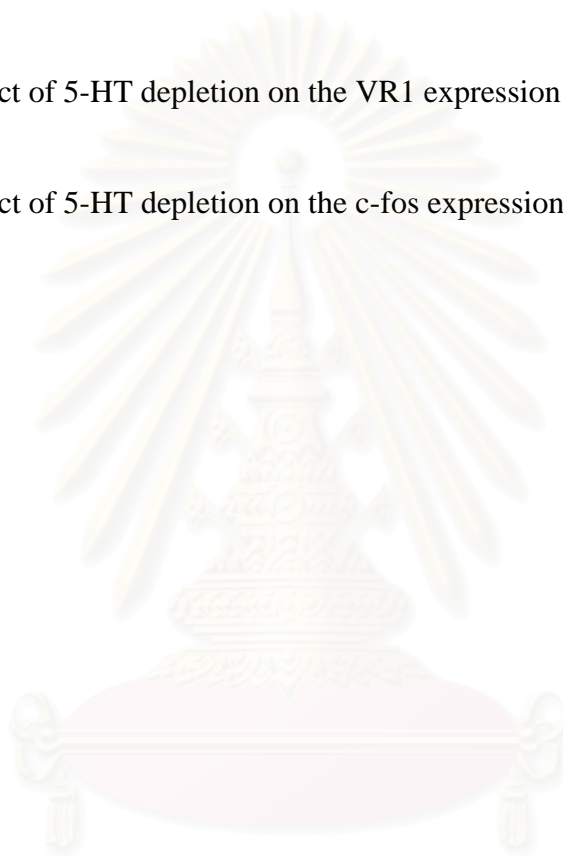 ct of 5-HT depletion on the VR1 expression
ct of 5-HT depletion on the c-fos expression